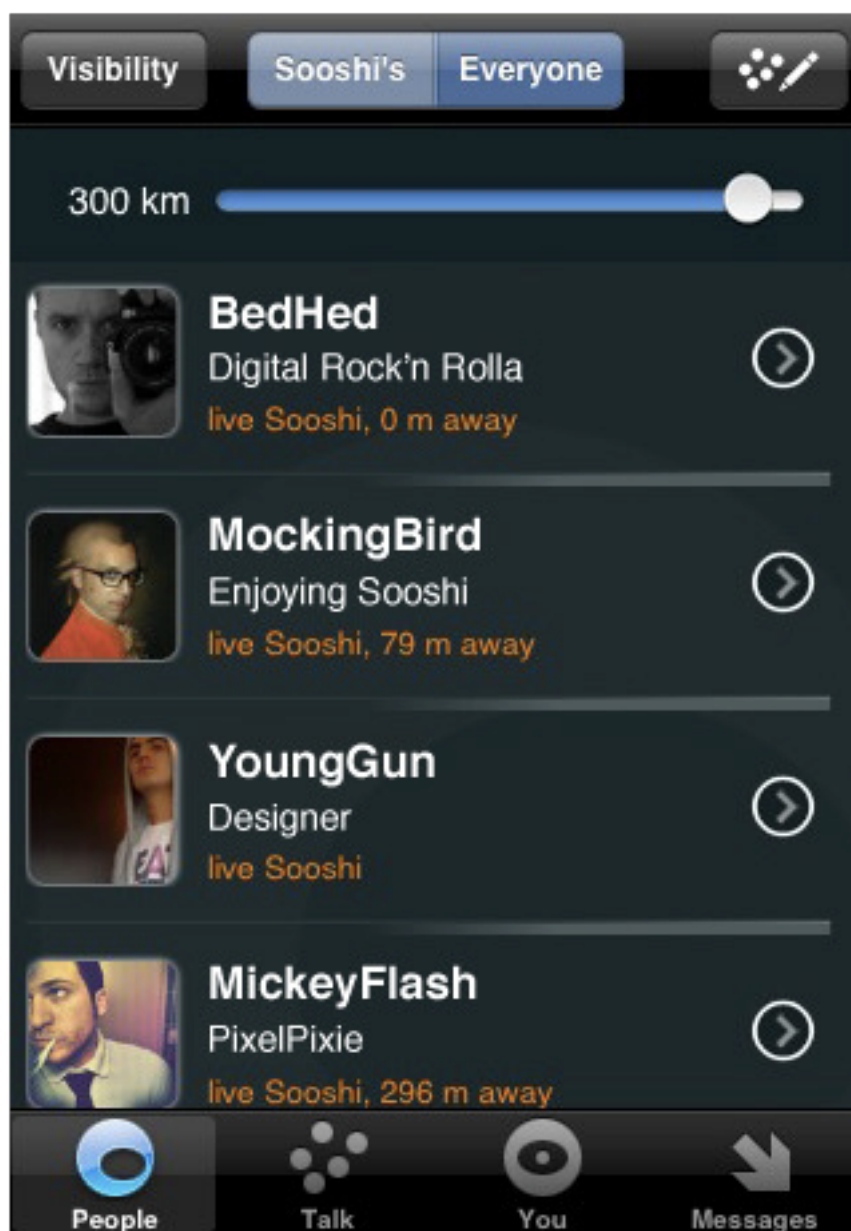 Visibility
Sooshi's
Everyone
300 km
BedHed
Digital Rock'n Rolla
live Sooshi, 0 m away
MockingBird
Enjoying Sooshi
live Sooshi, 79 m away
YoungGun
Designer
live Sooshi
MickeyFlash
PixelPixie
live Sooshi, 296 m away
People
Talk
You
Messages